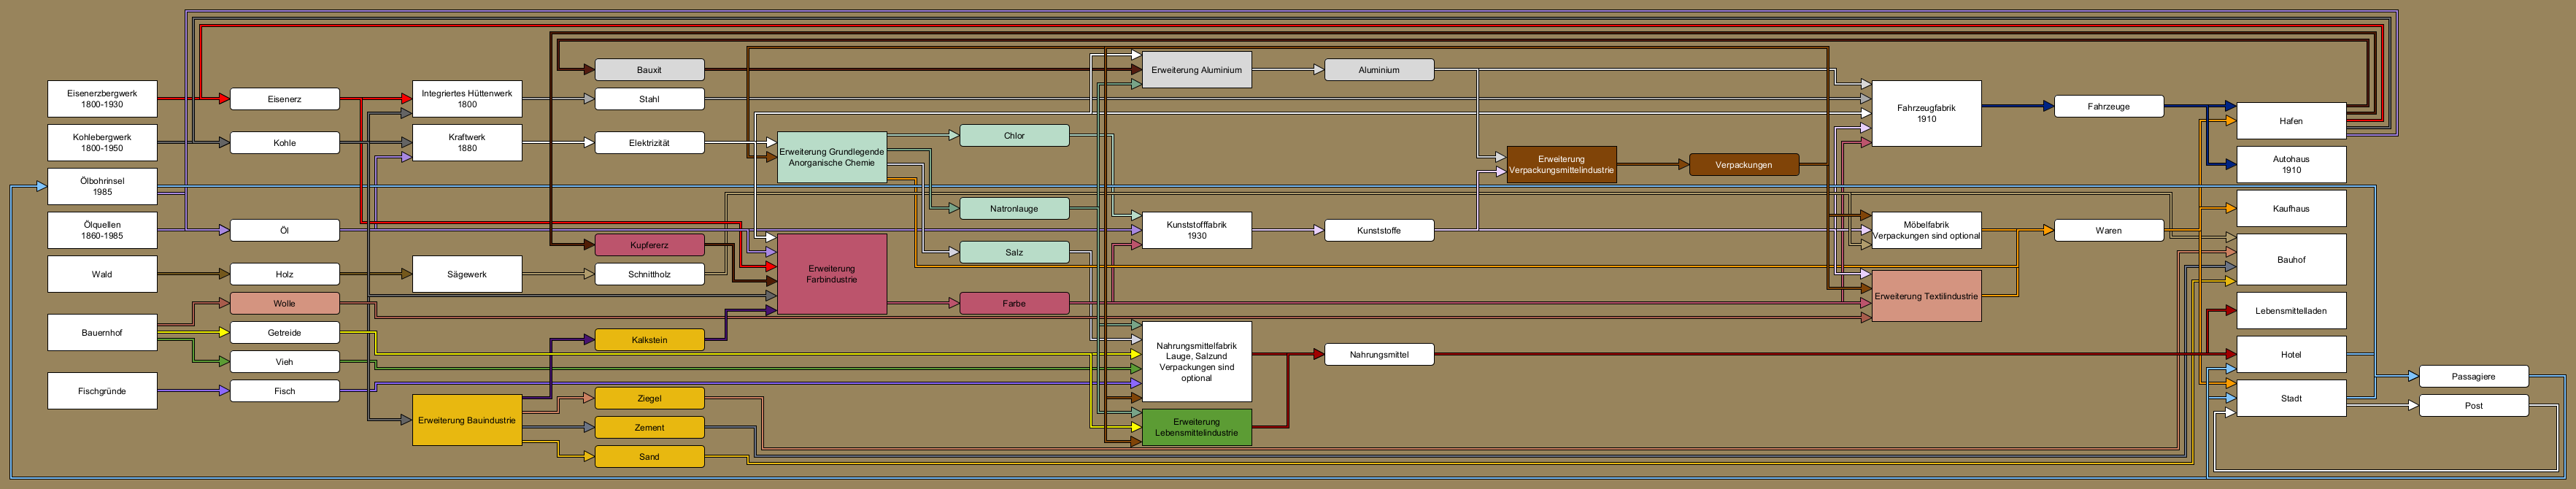 Eisenerzbergwerk
1800-1930
Kohlebergwerk
1800-1950
Ölbohrinsel
1985
Ölquellen
1860-1985
Wald
Bauernhof
Fischgründe
Eisenerz
Kohle
Öl
Holz
Wolle
Getreide
Vieh
Fisch
Integriertes Hüttenwerk
1800
Kraftwerk
1880
Sägewerk
Erweiterung Bauindustrie
Bauxit
Stahl
Elektrizität
Kupfererz
Schnittholz
Kalkstein
Ziegel
Zement
Sand
Erweiterung Grundlegende
Anorganische Chemie
Erweiterung
Farbindustrie
Chlor
Natronlauge
Salz
Farbe
Erweiterung Aluminium
Kunststofffabrik
1930
Nahrungsmittelfabrik
Lauge, Salzund
Verpackungen sind
optional
Erweiterung
Lebensmittelindustrie
Aluminium
Kunststoffe
Nahrungsmittel
Erweiterung
Verpackungsmittelindustrie
Verpackungen
Fahrzeugfabrik
1910
Möbelfabrik
Verpackungen sind optional
Erweiterung Textilindustrie
Fahrzeuge
Waren
Hafen
Autohaus
1910
Kaufhaus
Bauhof
Lebensmittelladen
Hotel
Stadt
Passagiere
Post